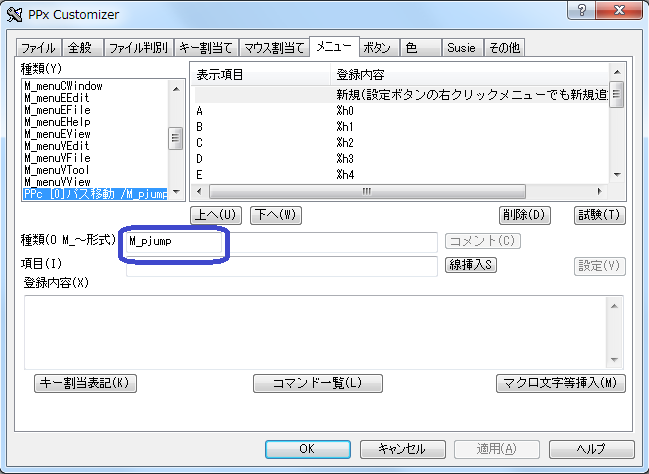 PPx Customizer
ファイル 全般 ファイル判別 キー割当て マウス割当て メニュー ボタン 色 Susie その他
種類(Y)
M_menuCWindow
M_menuEEdit
M_menuEFile
M_menuEHelp
M_menuEView
M_menuVEdit
M_menuVFile
M_menuVTool
M_menuVView
PPc [0]パス移動 /M_pjump
表示項目 登録内容
新規(設定ボタンの右クリックメニューでも新規追
A %h0
B %h1
C %h2
D %h3
E %h4
上へ(U) 下へ(W) 削除(D) 試験(T)
種類(O M_～形式) M_pjump コメント(C)
項目(I) 線挿入S 設定(V)
登録内容(X)
キー割当表記(K) コマンド一覧(L) マクロ文字等挿入(M)
OK キャンセル 適用(A) ヘルプ